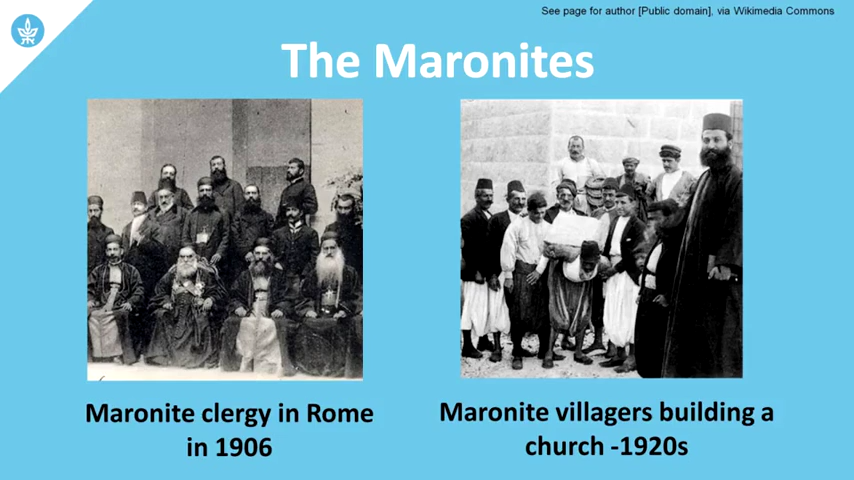 See page for author [Public domain], via Wikimedia Commons
The Maronites
Maronite clergy in Rome
in 1906
Maronite villagers building a
church -1920s